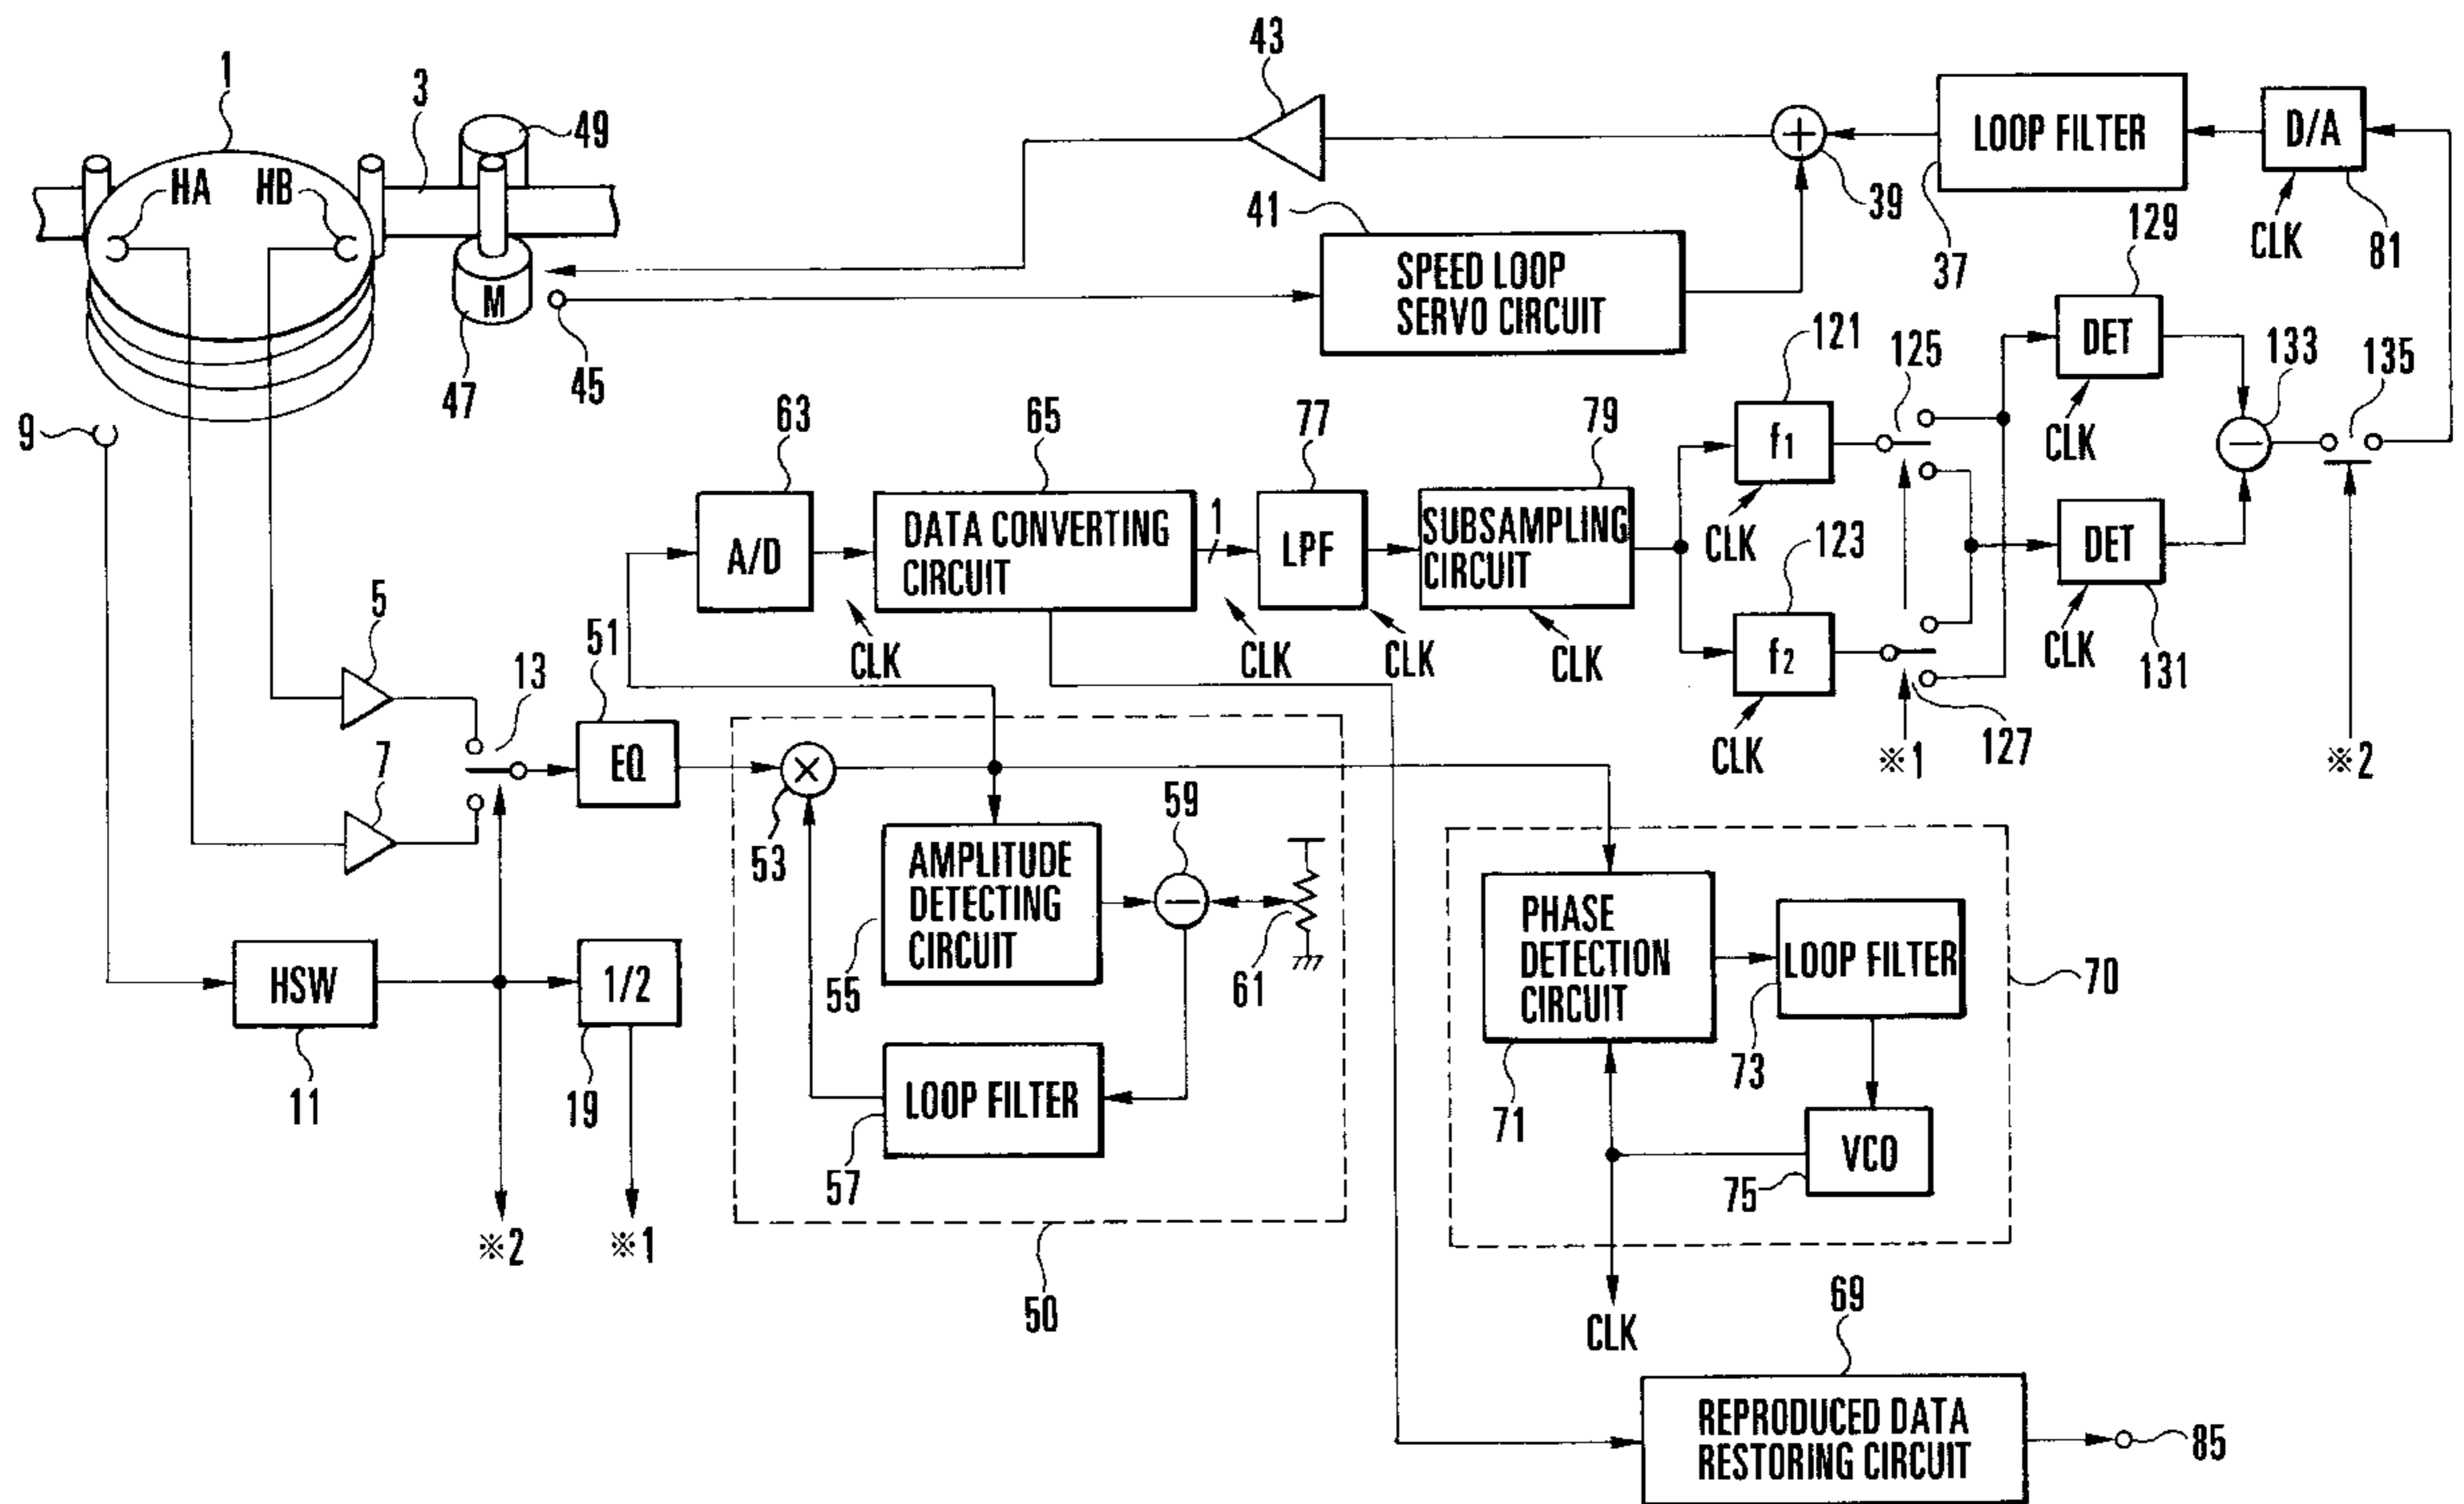 43
1
3
49
LOOP FILTER
D/A
HA
HB
+
39
41
129
CLK
81
37
SPEED LOOP
SERVO CIRCUIT
M
121
125
DET
133
135
47
45
9
63
65
77
79
f1
CLK
−
A/D
DATA CONVERTING
CIRCUIT
1
LPF
SUBSAMPLING
CIRCUIT
CLK
123
DET
5
51
CLK
CLK
CLK
CLK
f2
CLK
131
13
7
EQ
×
CLK
※1
127
※2
53
59
AMPLITUDE
DETECTING
CIRCUIT
−
PHASE
DETECTION
CIRCUIT
LOOP FILTER
70
HSW
1/2
55
61
11
19
LOOP FILTER
73
71
VCO
57
75
※2
※1
50
69
CLK
REPRODUCED DATA
RESTORING CIRCUIT
85